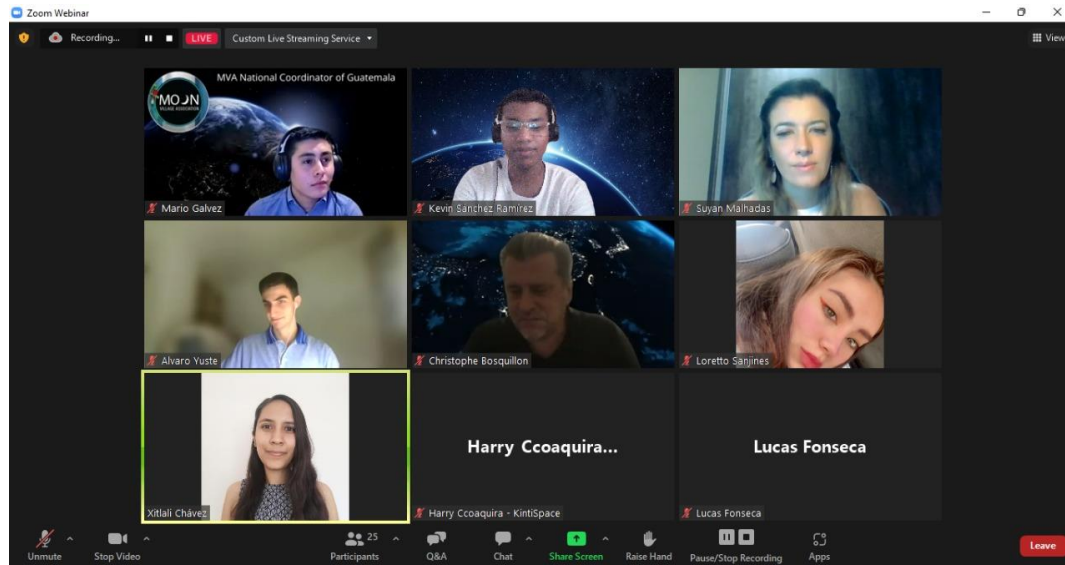 Zoom Webinar
Recording...
LIVE
Custom Live Streaming Service
View
MVA National Coordinator of Guatemala
MOON
VILLAGE ASSOCIATION
Mario Galvez
Kevin Sanchez Ramirez
Suyan Malhadas
Alvaro Yuste
Christophe Bosquillon
Loretto Sanjines
Xitlali Chávez
Harry Ccoaquira...
Harry Ccoaquira - KintiSpace
Lucas Fonseca
Lucas Fonseca
Unmute
Stop Video
25
Participants
Q&A
Chat
Share Screen
Raise Hand
Pause/Stop Recording
Apps
Leave